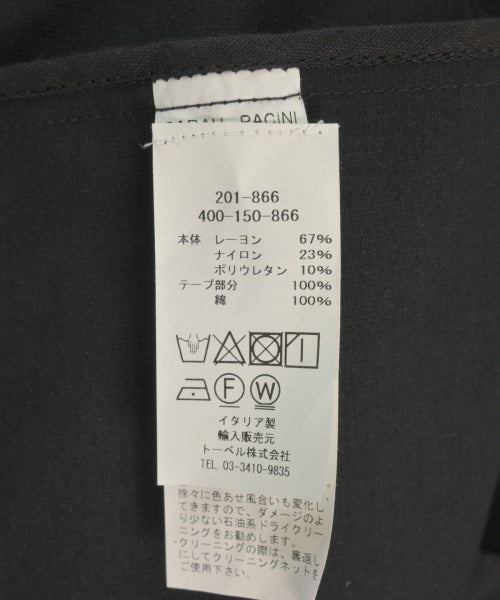 PACINI
201-866
400-150-866
本体 レーヨン 67%
ナイロン 23%
ポリウレタン 10%
テープ部分 100%
綿 100%
F W
イタリア製
輸入販売元
トーベル株式会社
TEL. 03-3410-9835
徐々に色あせ風合いも変化し
てきますので、ダメージのよ
り少ない石油系ドライクリー
ニングをお勧めします。
クリーニングの際は、裏返し
にしてクリーニングネットを
ご使用下さい。